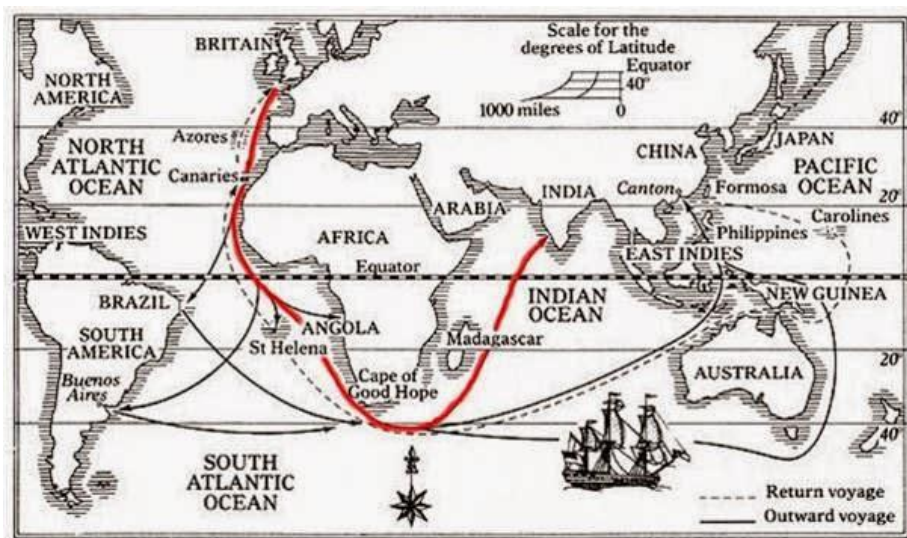 BRITAIN
Scale for the
degrees of Latitude
Equator
40°
1000 miles
0
NORTH
AMERICA
Azores
40°
NORTH
ATLANTIC
OCEAN
CHINA
JAPAN
PACIFIC
OCEAN
Canaries
INDIA
Canton
Formosa
20°
ARABIA
Carolines
WEST INDIES
AFRICA
Philippines
EAST INDIES
Equator
BRAZIL
INDIAN
OCEAN
NEW GUINEA
SOUTH
AMERICA
ANGOLA
St Helena
Madagascar
20°
Buenos
Aires
Cape of
Good Hope
AUSTRALIA
40
SOUTH
ATLANTIC
OCEAN
Return voyage
Outward voyage